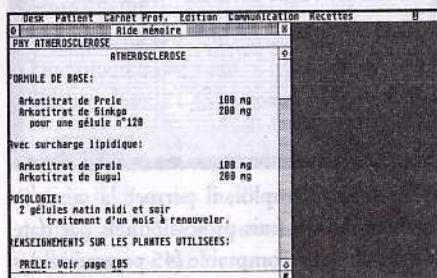 Desk Patient Carnet Prof. Edition Communication Recettes
Aide mémoire
PHY ATHEROSCLEROSE
ATHEROSCLEROSE
FORMULE DE BASE:
Arkotitrat de Prele 100 mg
Arkotitrat de Ginkgo 200 mg
pour une gélule n°120
Avec surcharge lipidique:
Arkotitrat de prele 100 mg
Arkotitrat de Gugul 200 mg
POSOLOGIE:
2 gélules matin midi et soir
traitement d'un mois à renouveler.
RENSEIGNEMENTS SUR LES PLANTES UTILISEES:
PRELE: Voir page 185